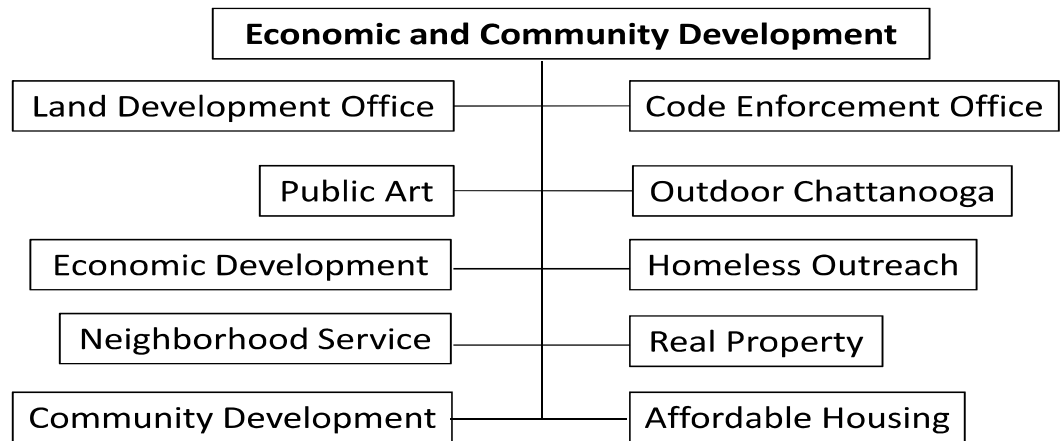 Economic and Community Development
Land Development Office
Code Enforcement Office
Public Art
Outdoor Chattanooga
Economic Development
Homeless Outreach
Neighborhood Service
Real Property
Community Development
Affordable Housing